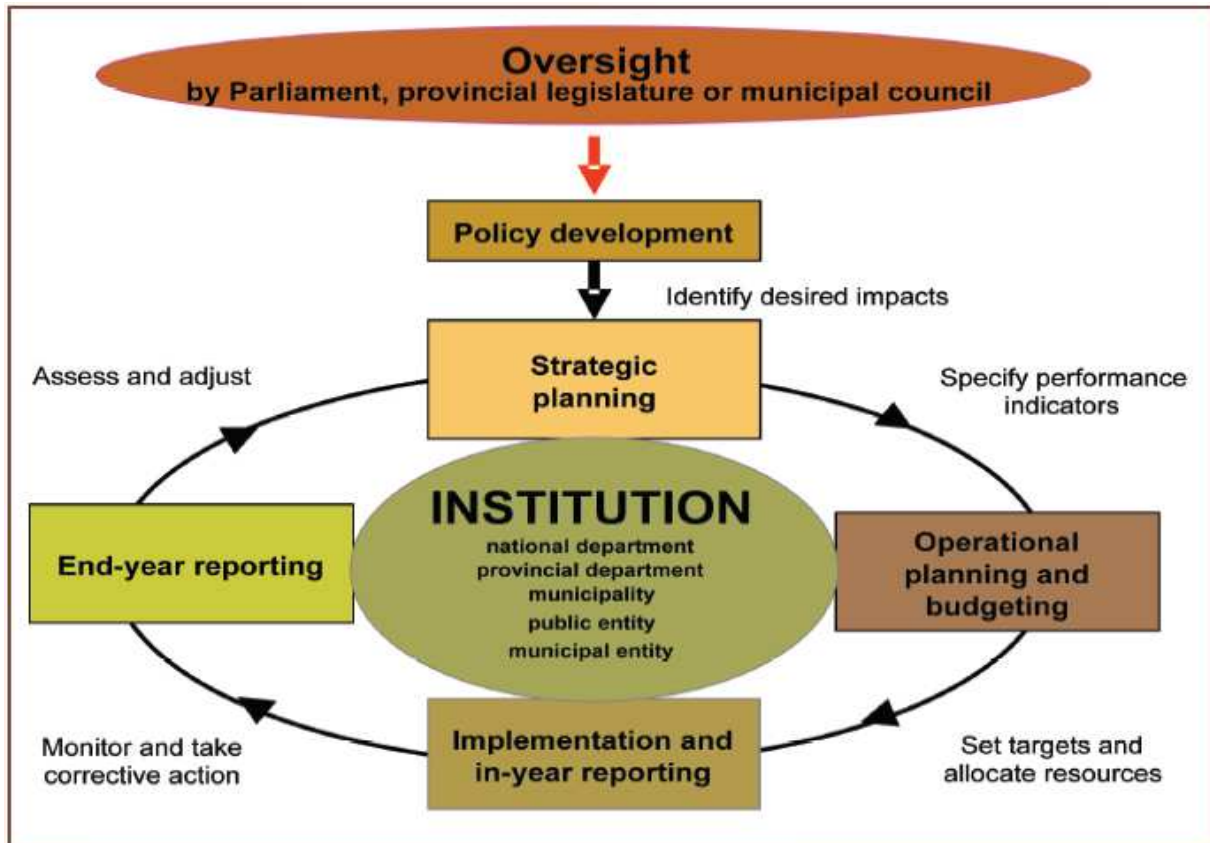 Oversight
by Parliament, provincial legislature or municipal council
Policy development
Identify desired impacts
Strategic
planning
Assess and adjust
Specify performance
indicators
INSTITUTION
national department
provincial department
municipality
public entity
municipal entity
End-year reporting
Operational
planning and
budgeting
Implementation and
in-year reporting
Monitor and take
corrective action
Set targets and
allocate resources